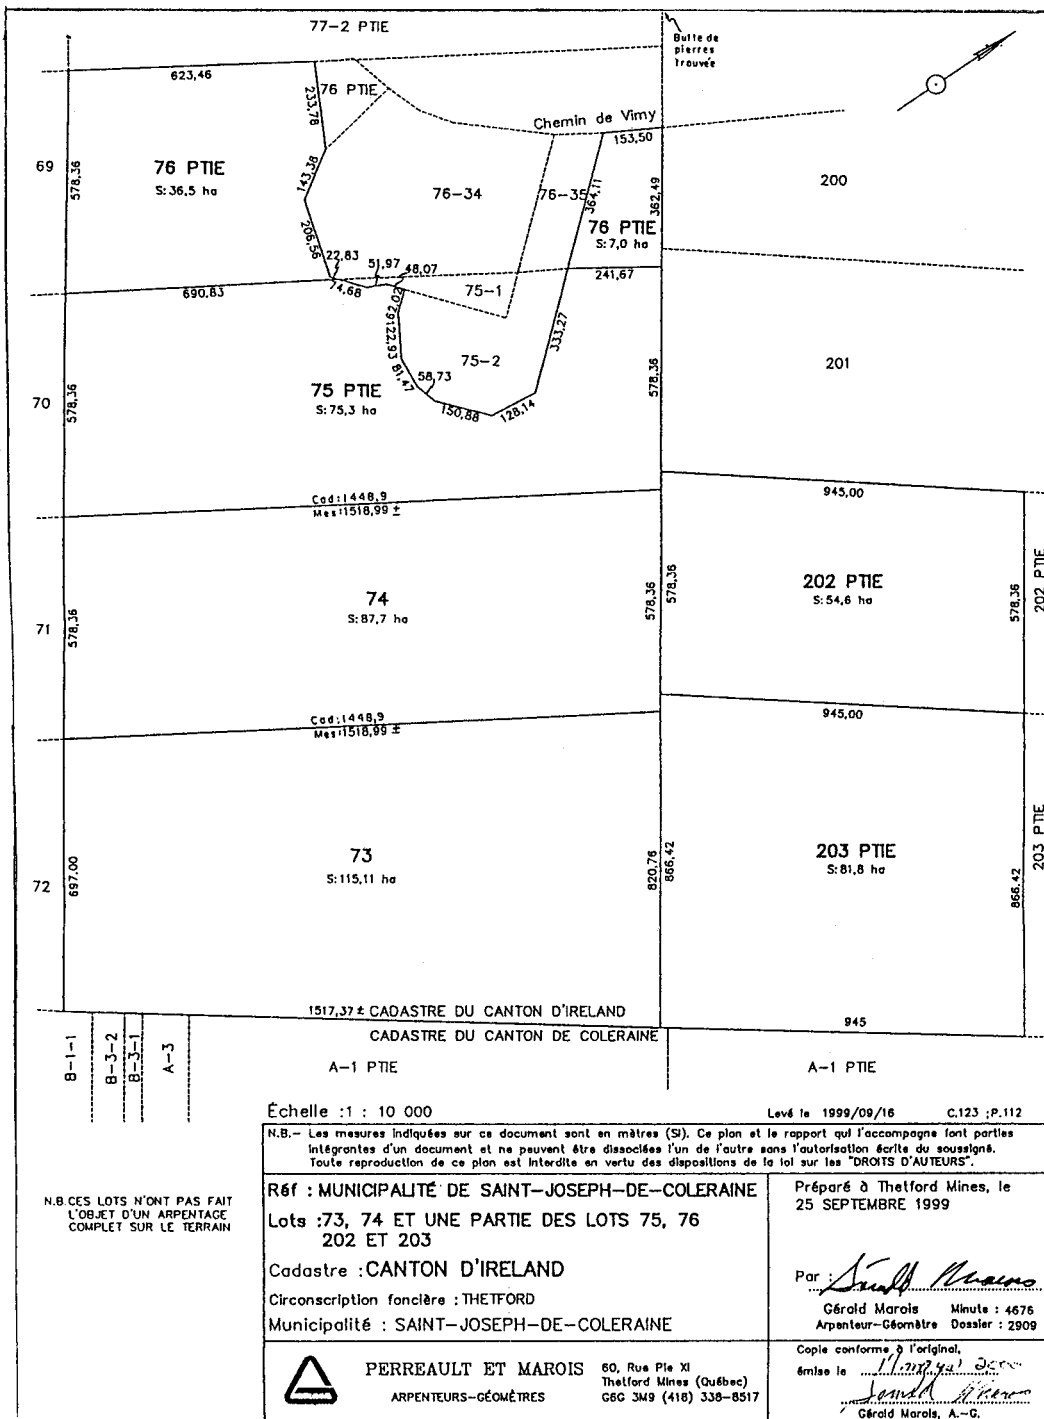 77-2 PTIE
Butte de
pierres
trouvée
623,46
233,78
76 PTIE
Chemin de Vimy
153,50
69
578,36
76 PTIE
S:36,5 ha
143,38
76-34
76-35
364,11
362,49
200
76 PTIE
S:7,0 ha
206,56
22,83
51,97
48,07
241,67
690,83
74,68
75-1
122,93
75-2
333,27
81,47
58,73
201
70
578,36
75 PTIE
S:75,3 ha
578,36
150,88
128,14
Cad:1448,9
Mes:1518,99 ±
945,00
202 PTIE
74
S:87,7 ha
578,36
578,36
202 PTIE
S:54,6 ha
578,36
71
578,36
Cad:1448,9
Mes:1518,99 ±
945,00
203 PTIE
73
S:115,11 ha
820,76
866,42
203 PTIE
S:81,8 ha
866,42
72
697,00
1517,37 ± CADASTRE DU CANTON D'IRELAND
945
CADASTRE DU CANTON DE COLERAINE
B-1-1
B-3-2
B-3-1
A-3
A-1 PTIE
A-1 PTIE
Échelle :1 : 10 000
Levé le 1999/09/16 C.123 ;P.112
N.B.- Les mesures indiquées sur ce document sont en mètres (SI). Ce plan et le rapport qui l'accompagne font parties
intégrantes d'un document et ne peuvent être dissociées l'un de l'autre sans l'autorisation écrite du soussigné.
Toute reproduction de ce plan est interdite en vertu des dispositions de la loi sur les "DROITS D'AUTEURS".
N.B.CES LOTS N'ONT PAS FAIT
L'OBJET D'UN ARPENTAGE
COMPLET SUR LE TERRAIN
Réf : MUNICIPALITÉ DE SAINT-JOSEPH-DE-COLERAINE
Lots :73, 74 ET UNE PARTIE DES LOTS 75, 76
202 ET 203
Cadastre : CANTON D'IRELAND
Circonscription foncière : THETFORD
Municipalité : SAINT-JOSEPH-DE-COLERAINE
Préparé à Thetford Mines, le
25 SEPTEMBRE 1999
Par :
Gérald Marois Minute : 4676
Arpenteur-Géomètre Dossier : 2909
PERREAULT ET MAROIS
ARPENTEURS-GÉOMÈTRES
60, Rue Pie XI
Thetford Mines (Québec)
G6G 3M9 (418) 338-8517
Copie conforme à l'original,
émise le
Gérald Marois, A.-G.